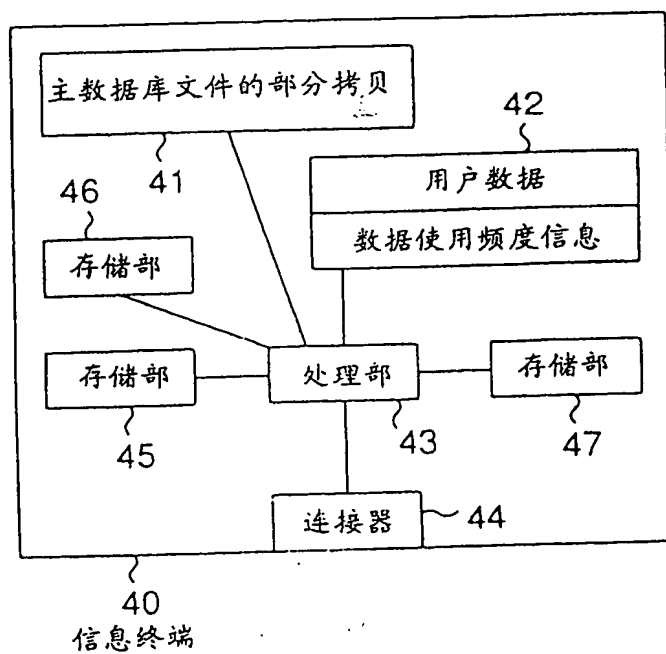 主数据库文件的部分拷贝
41
42
用户数据
数据使用频度信息
46
存储部
存储部
45
处理部
43
存储部
47
连接器
44
40
信息终端